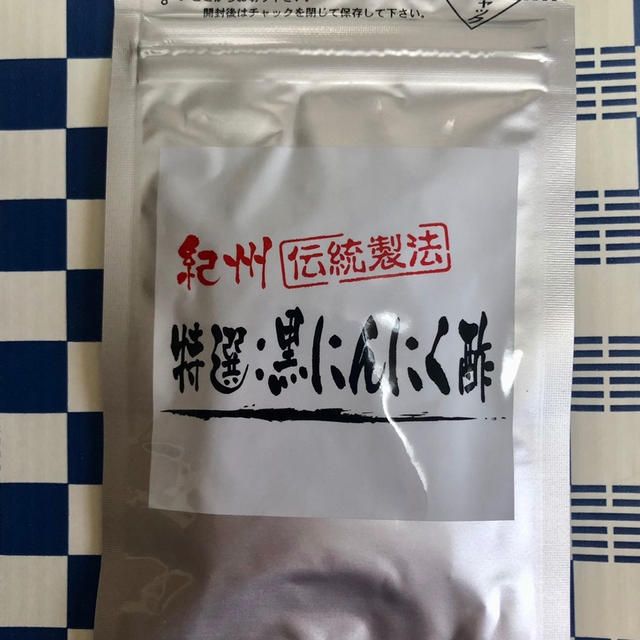 開封後はチャックを閉じて保存して下さい。
紀州 伝統製法
特選:黒にんにく酢